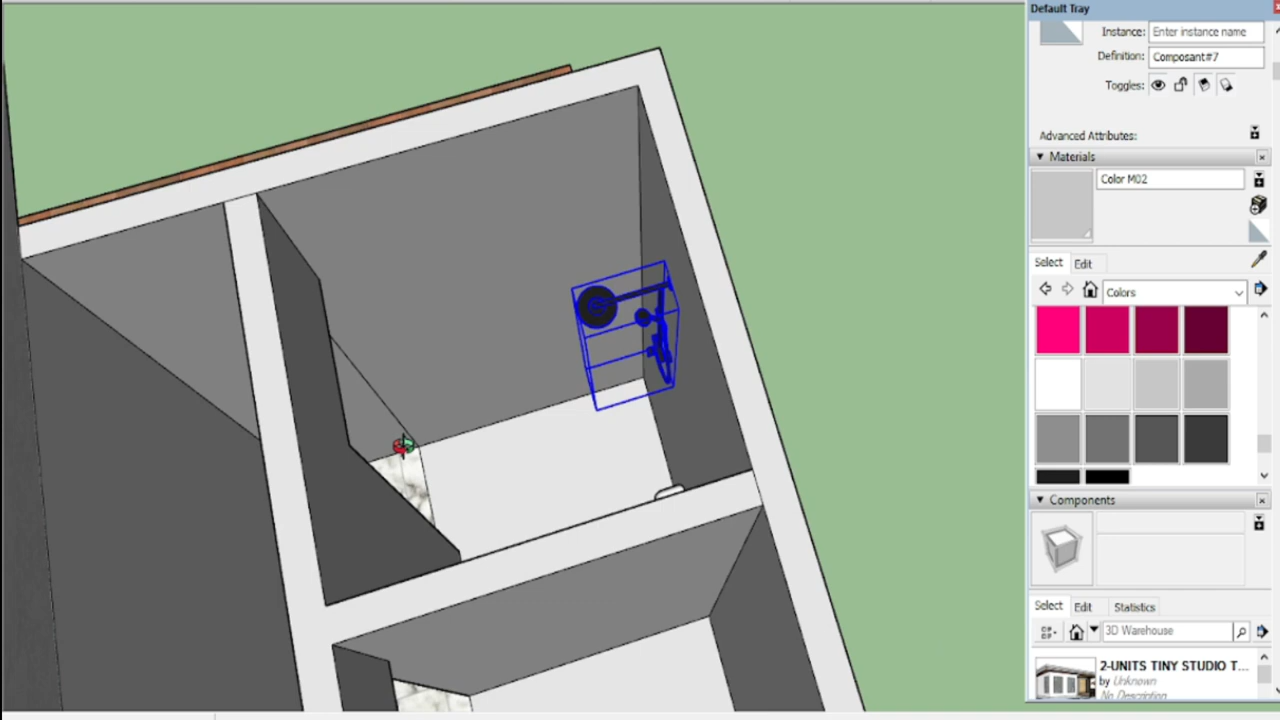 Default Tray
Instance: Enter instance name
Definition: Composant#7
Toggles:
Advanced Attributes:
Materials
Color M02
Select Edit
Colors
Components
Select Edit Statistics
3D Warehouse
2-UNITS TINY STUDIO T...
by Unknown
No Description